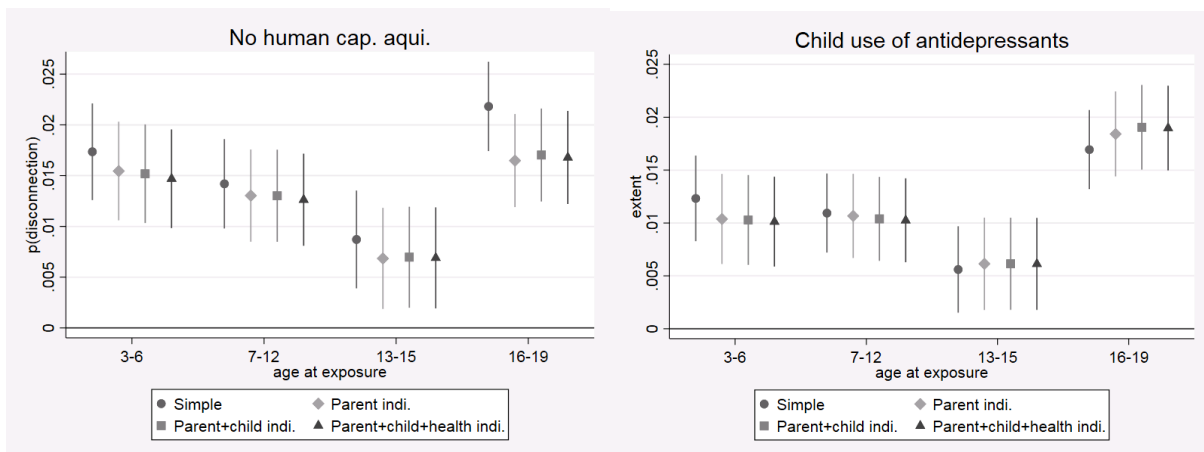 No human cap. aqui.
p(disconnection)
.025
.02
.015
.01
.005
0
3-6
7-12
13-15
16-19
age at exposure
Simple
Parent indi.
Parent+child indi.
Parent+child+health indi.
Child use of antidepressants
extent
.025
.02
.015
.01
.005
0
3-6
7-12
13-15
16-19
age at exposure
Simple
Parent indi.
Parent+child indi.
Parent+child+health indi.